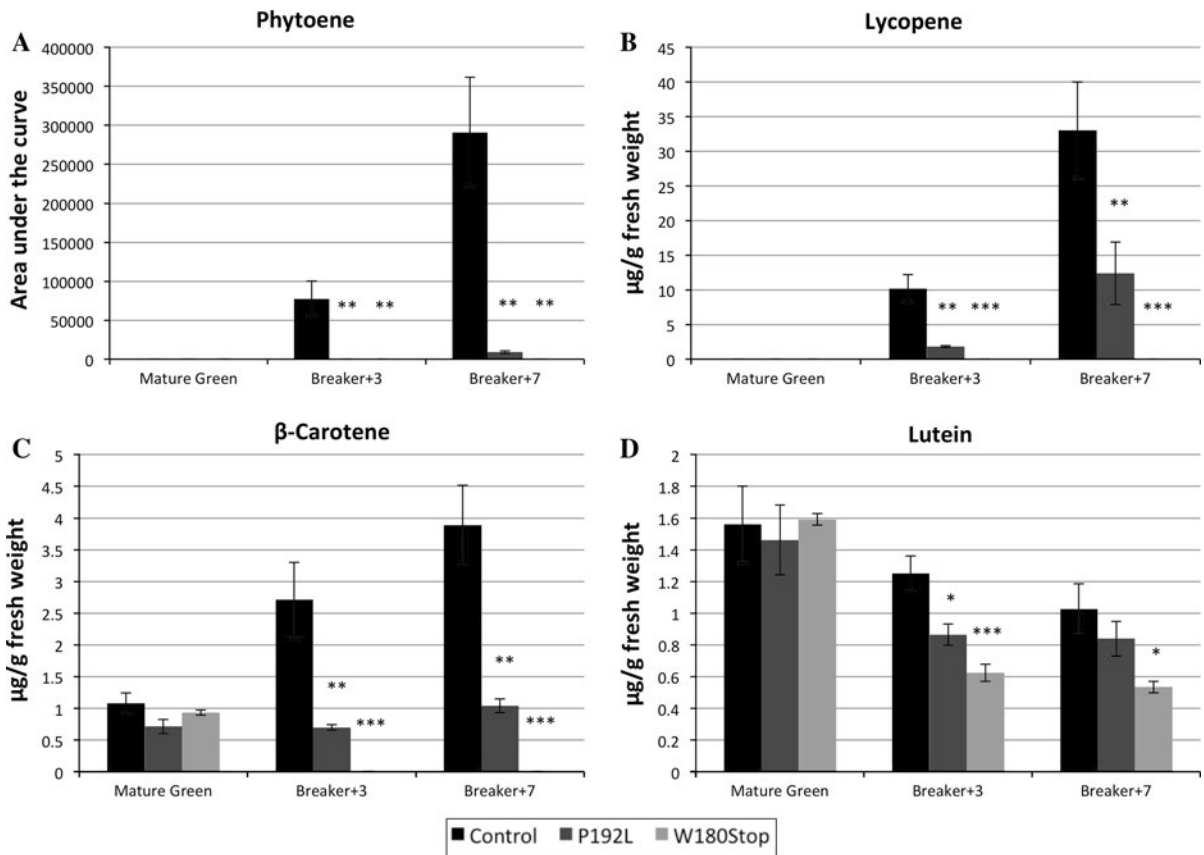 A
Phytoene
Area under the curve
400000
350000
300000
250000
200000
150000
100000
50000
0
** **
** **
Mature Green
Breaker+3
Breaker+7
B
Lycopene
µg/g fresh weight
45
40
35
30
25
20
15
10
5
0
** ***
**
***
Mature Green
Breaker+3
Breaker+7
C
β-Carotene
µg/g fresh weight
5
4.5
4
3.5
3
2.5
2
1.5
1
0.5
0
**
***
**
***
Mature Green
Breaker+3
Breaker+7
D
Lutein
µg/g fresh weight
2
1.8
1.6
1.4
1.2
1
0.8
0.6
0.4
0.2
0
*
***
*
Mature Green
Breaker+3
Breaker+7
Control P192L W180Stop